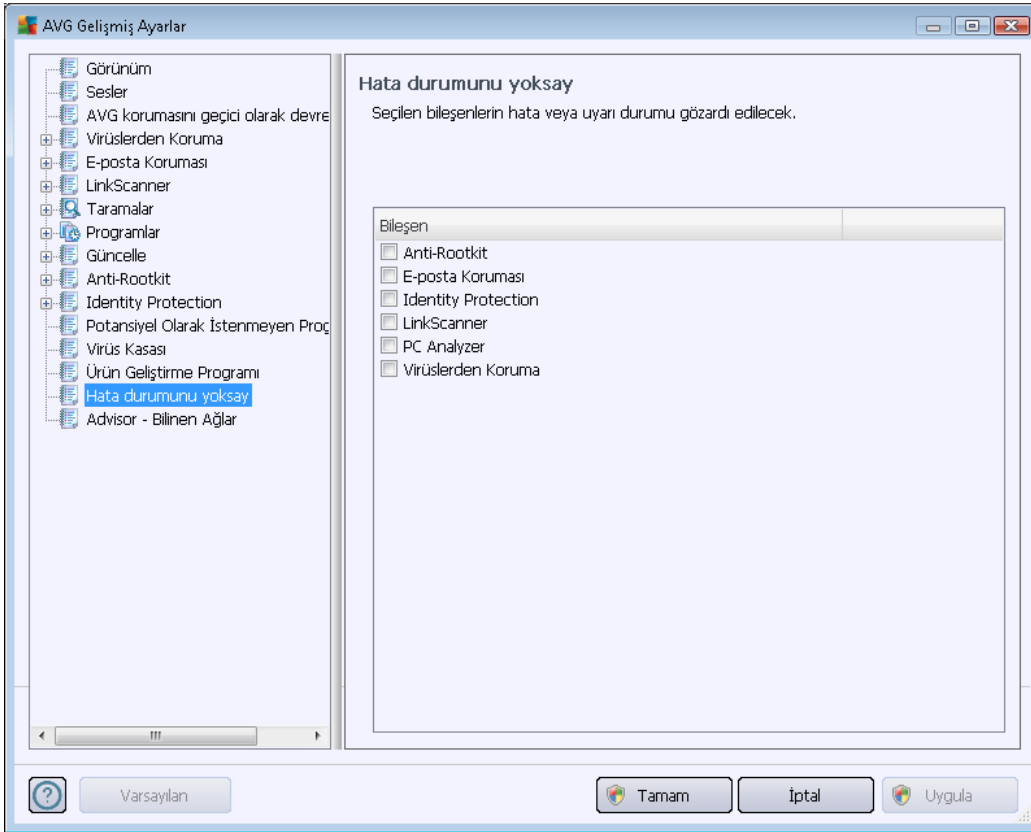 AVG Gelişmiş Ayarlar
Görünüm
Sesler
AVG korumasını geçici olarak devre
Virüslerden Koruma
E-posta Koruması
LinkScanner
Taramalar
Programlar
Güncelle
Anti-Rootkit
Identity Protection
Potansiyel Olarak İstenmeyen Prog
Virüs Kasası
Ürün Geliştirme Programı
Hata durumunu yoksay
Advisor - Bilinen Ağlar
Hata durumunu yoksay
Seçilen bileşenlerin hata veya uyarı durumu gözardı edilecek.
Bileşen
Anti-Rootkit
E-posta Koruması
Identity Protection
LinkScanner
PC Analyzer
Virüslerden Koruma
Varsayılan
Tamam
İptal
Uygula